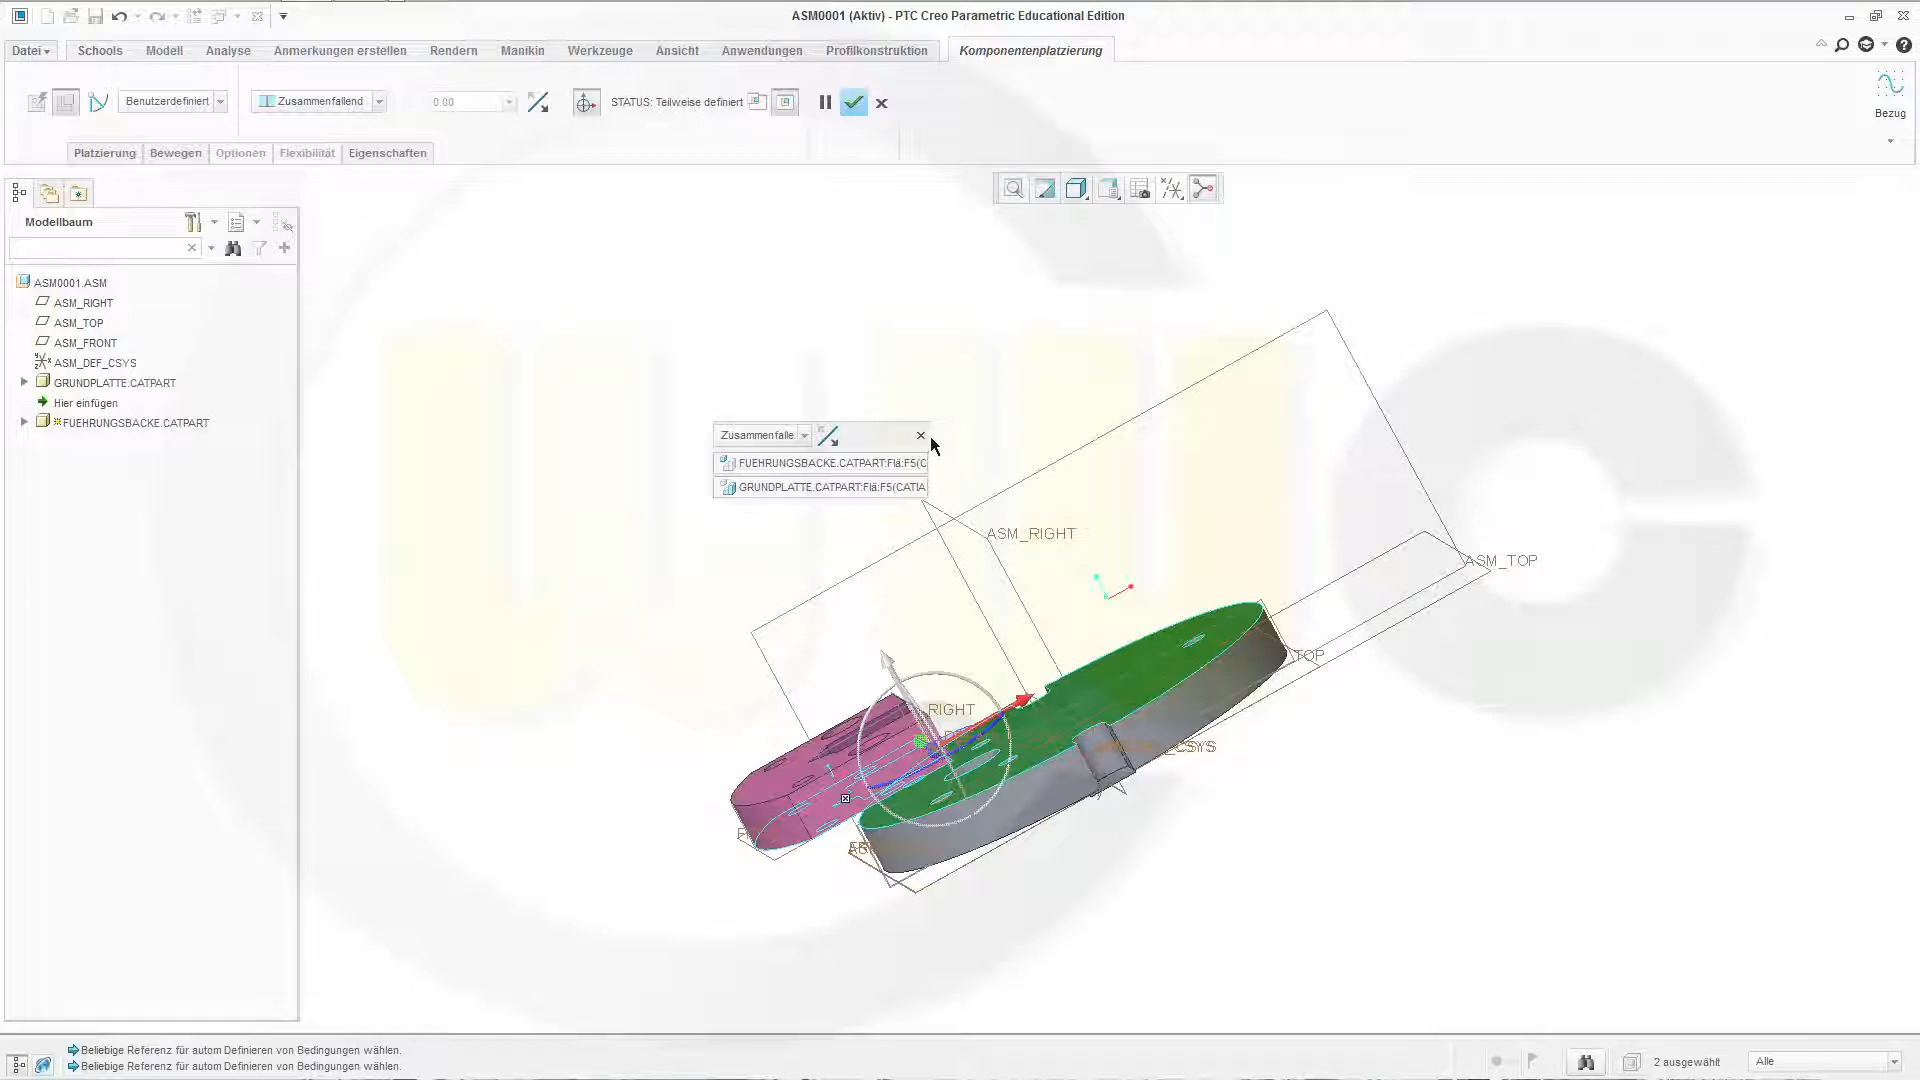 ASM0001 (Aktiv) - PTC Creo Parametric Educational Edition
Datei Schools Modell Analyse Anmerkungen erstellen Rendern Manikin Werkzeuge Ansicht Anwendungen Profilkonstruktion Komponentenplatzierung
Benutzerdefiniert Zusammenfallend 0.00 STATUS: Teilweise definiert
Bezug
Platzierung Bewegen Optionen Flexibilität Eigenschaften
Modellbaum
ASM0001.ASM
ASM_RIGHT
ASM_TOP
ASM_FRONT
ASM_DEF_CSYS
GRUNDPLATTE.CATPART
Hier einfügen
FUEHRUNGSBACKE.CATPART
Zusammenfalle
FUEHRUNGSBACKE.CATPART:Flä:F5(C
GRUNDPLATTE.CATPART:Flä:F5(CATIA
ASM_RIGHT
ASM_TOP
TOP
RIGHT
_CSYS
Beliebige Referenz für autom Definieren von Bedingungen wählen.
Beliebige Referenz für autom Definieren von Bedingungen wählen.
2 ausgewählt
Alle